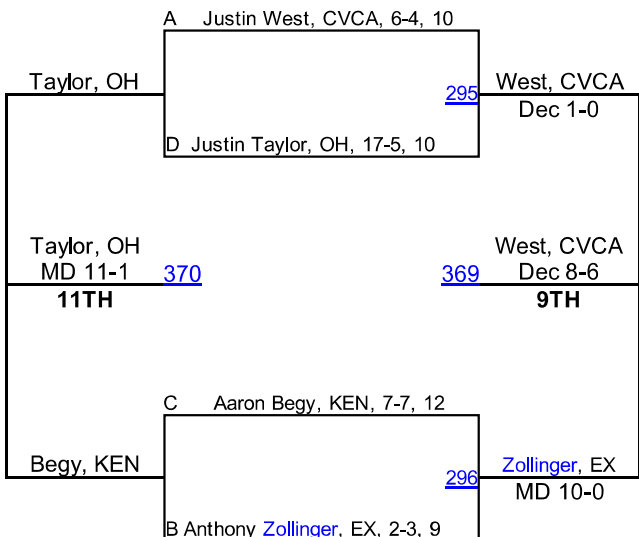 A Justin West, CVCA, 6-4, 10
Taylor, OH
295
West, CVCA
Dec 1-0
D Justin Taylor, OH, 17-5, 10
Taylor, OH
MD 11-1
11TH
370
369
West, CVCA
Dec 8-6
9TH
C Aaron Begy, KEN, 7-7, 12
Begy, KEN
296
Zollinger, EX
MD 10-0
B Anthony Zollinger, EX, 2-3, 9